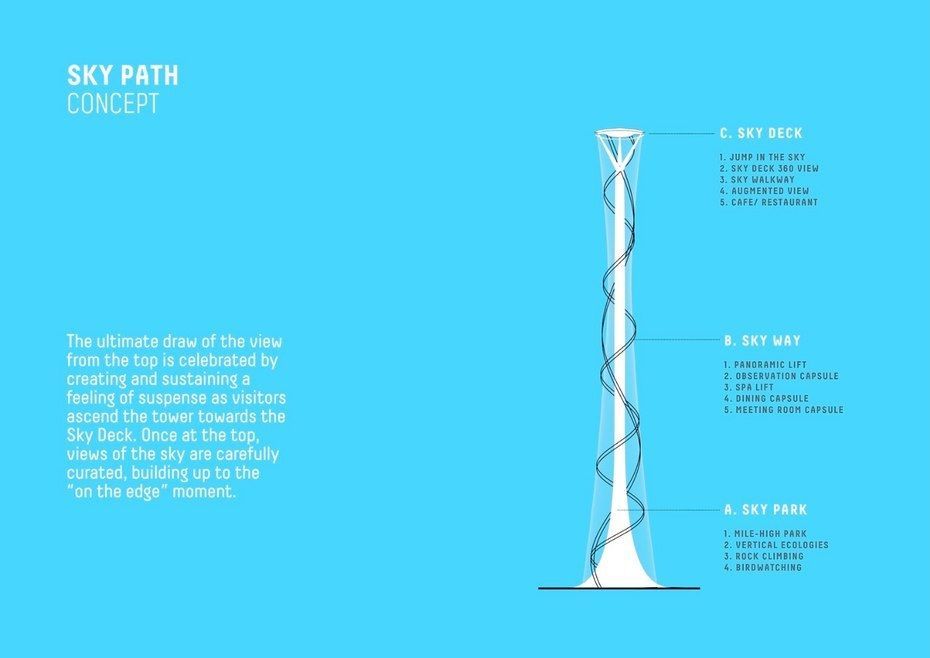 SKY PATH
CONCEPT
The ultimate draw of the view
from the top is celebrated by
creating and sustaining a
feeling of suspense as visitors
ascend the tower towards the
Sky Deck. Once at the top,
views of the sky are carefully
curated, building up to the
"on the edge" moment.
C. SKY DECK
1. JUMP IN THE SKY
2. SKY DECK 360 VIEW
3. SKY WALKWAY
4. AUGMENTED VIEW
5. CAFE/ RESTAURANT
B. SKY WAY
1. PANORAMIC LIFT
2. OBSERVATION CAPSULE
3. SPA LIFT
4. DINING CAPSULE
5. MEETING ROOM CAPSULE
A. SKY PARK
1. MILE-HIGH PARK
2. VERTICAL ECOLOGIES
3. ROCK CLIMBING
4. BIRDWATCHING